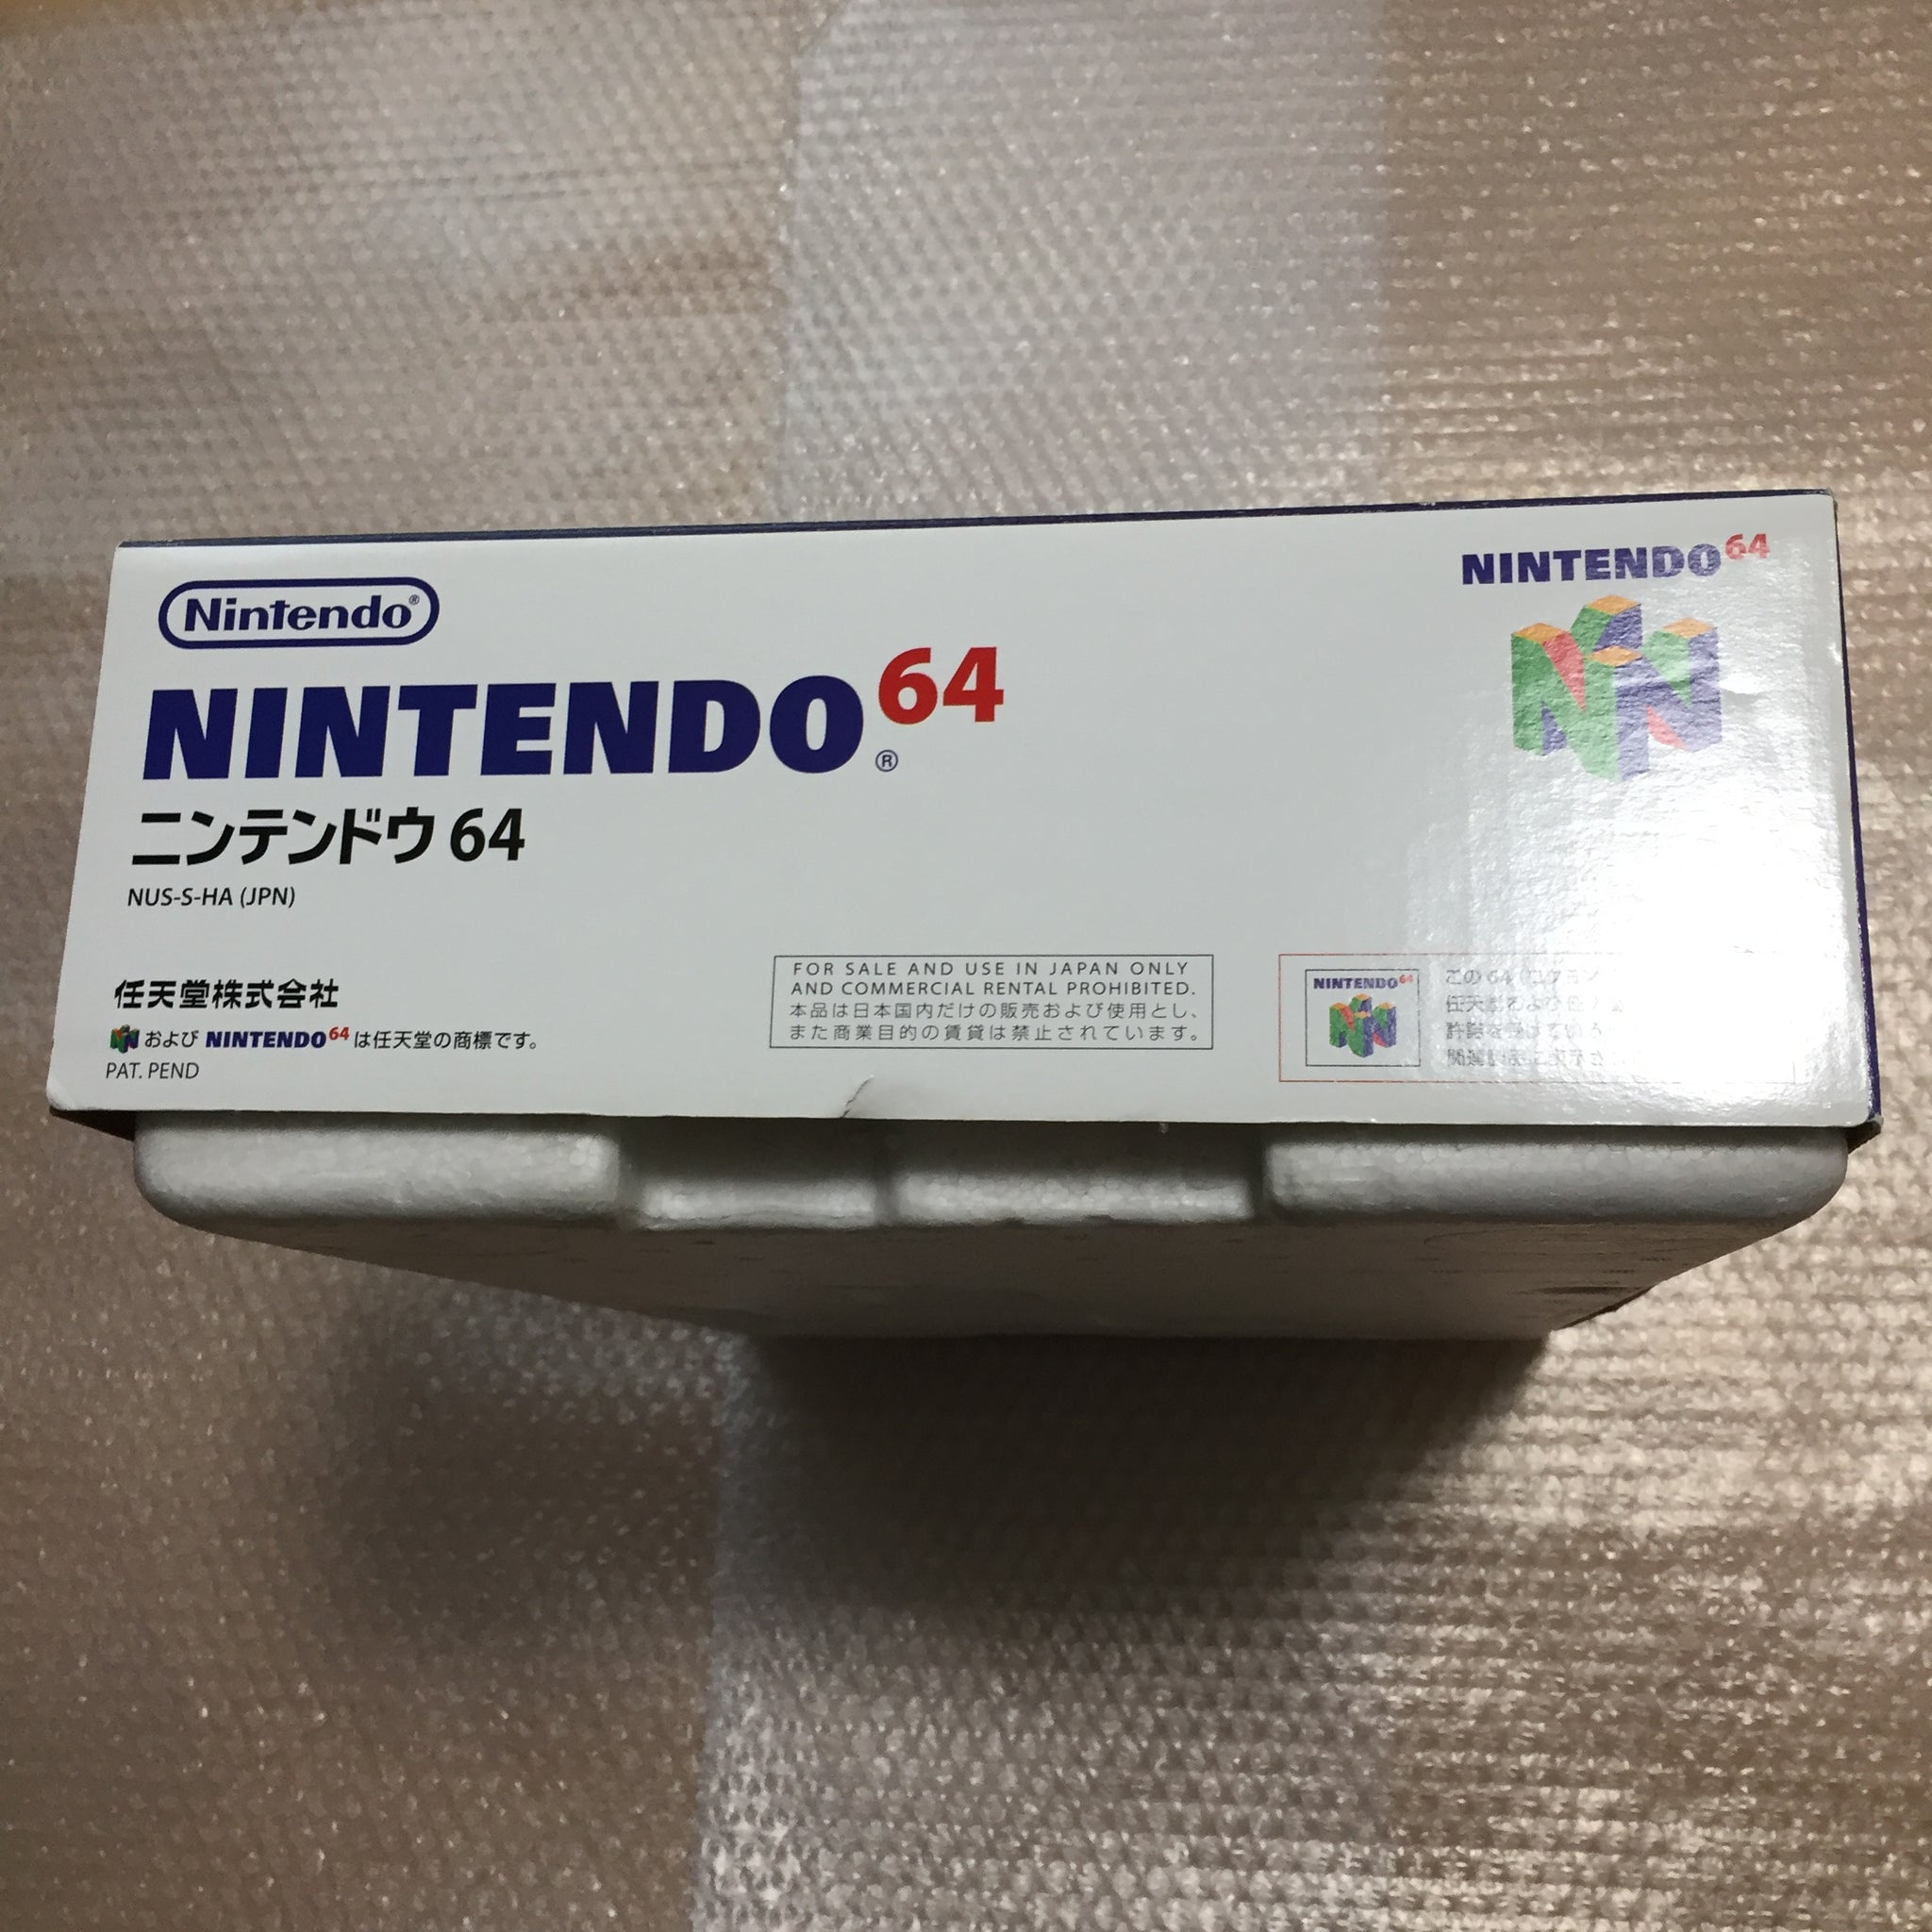 Nintendo®
NINTENDO64®
ニンテンドウ 64
NUS-S-HA (JPN)
任天堂株式会社
および NINTENDO64 は任天堂の商標です。
PAT. PEND
FOR SALE AND USE IN JAPAN ONLY
AND COMMERCIAL RENTAL PROHIBITED.
本品は日本国内だけの販売および使用とし、
また商業目的の賃貸は禁止されています。
NINTENDO64
NINTENDO64
この64